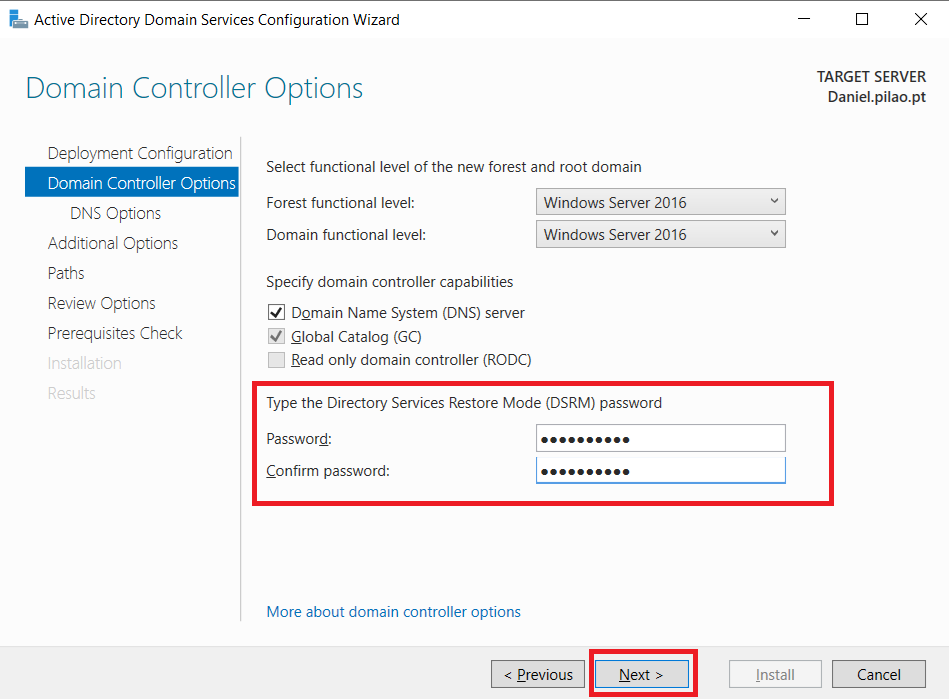 Active Directory Domain Services Configuration Wizard
Domain Controller Options
TARGET SERVER
Daniel.pilao.pt
Deployment Configuration
Domain Controller Options
DNS Options
Additional Options
Paths
Review Options
Prerequisites Check
Installation
Results
Select functional level of the new forest and root domain
Forest functional level: Windows Server 2016
Domain functional level: Windows Server 2016
Specify domain controller capabilities
Domain Name System (DNS) server
Global Catalog (GC)
Read only domain controller (RODC)
Type the Directory Services Restore Mode (DSRM) password
Password: ●●●●●●●●●●
Confirm password: ●●●●●●●●●●
More about domain controller options
< Previous Next > Install Cancel